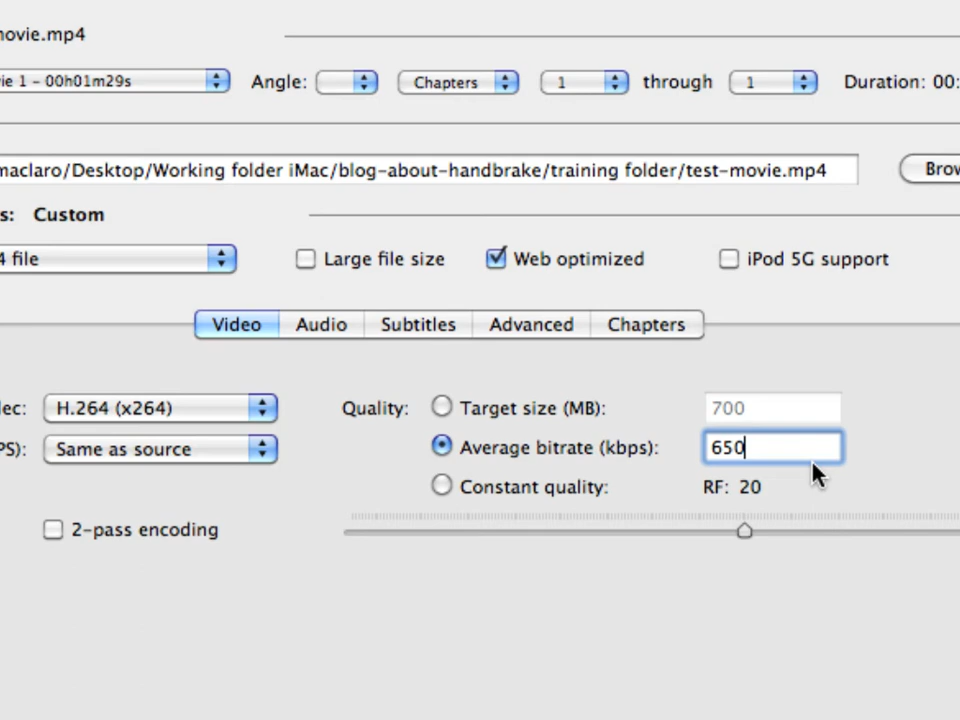 movie.mp4
ie 1 - 00h01m29s Angle: Chapters 1 through 1 Duration: 00:
maclaro/Desktop/Working folder iMac/blog-about-handbrake/training folder/test-movie.mp4 Brow
s: Custom
4 file Large file size Web optimized iPod 5G support
Video Audio Subtitles Advanced Chapters
dec: H.264 (x264) Quality: Target size (MB): 700
PS): Same as source Average bitrate (kbps): 650
Constant quality: RF: 20
2-pass encoding